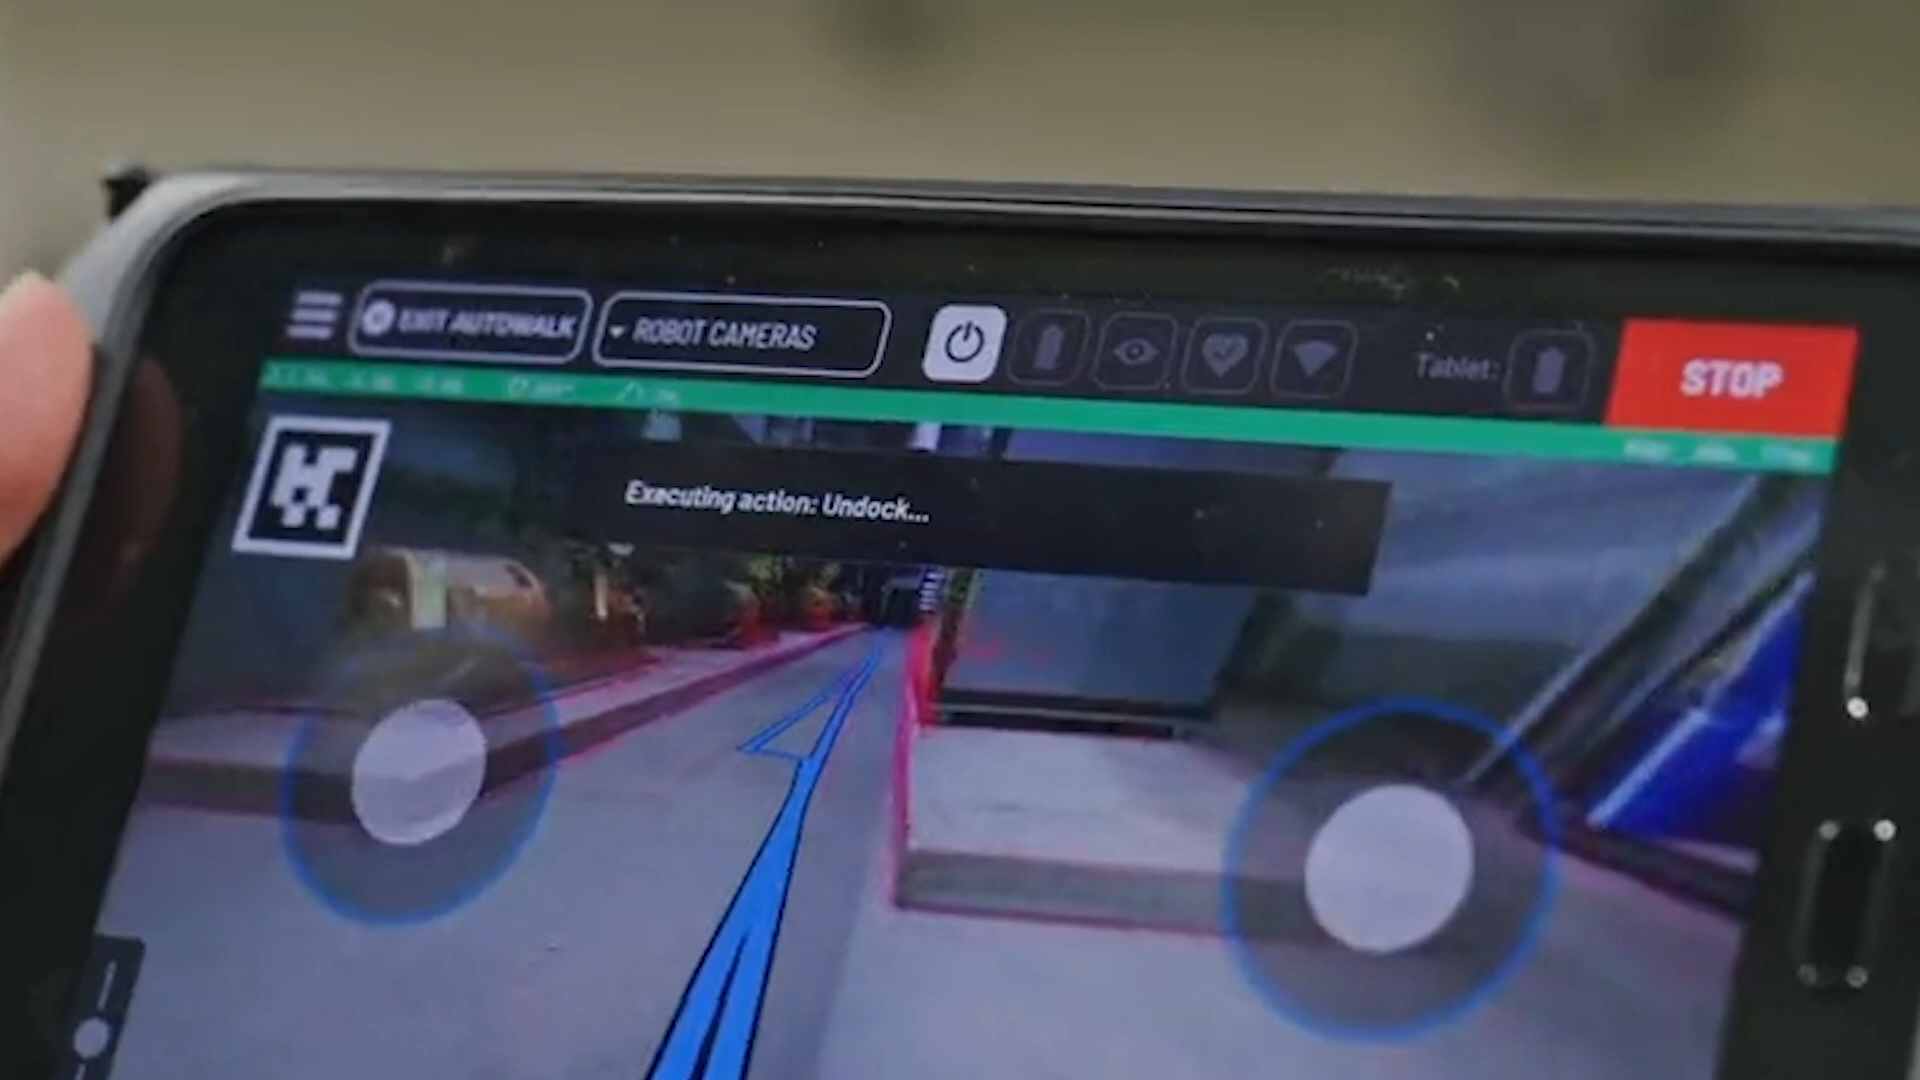 EXIT AUTOWALK
ROBOT CAMERAS
Tablet:
STOP
Executing action: Undock...